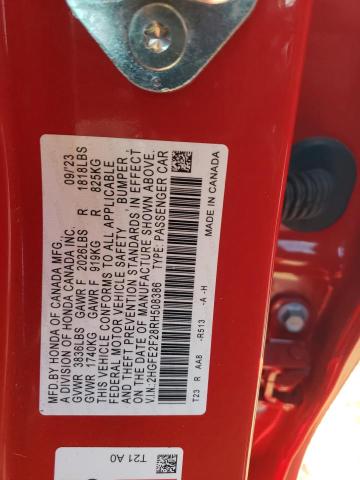 MFD.BY HONDA OF CANADA MFG. 09/'23
A DIVISION OF HONDA CANADA INC.
GVWR 3836LBS GAWR F 2026LBS R 1818LBS
GVWR 1740KG GAWR F 919KG R 825KG
THIS VEHICLE CONFORMS TO ALL APPLICABLE
FEDERAL MOTOR VEHICLE SAFETY, BUMPER,
AND THEFT PREVENTION STANDARDS IN EFFECT
ON THE DATE OF MANUFACTURE SHOWN ABOVE.
V.I.N: 2HGFE2F28RH508386 TYPE: PASSENGER CAR
T23 R AA8 -R513 -A -H
MADE IN CANADA
T21 A0